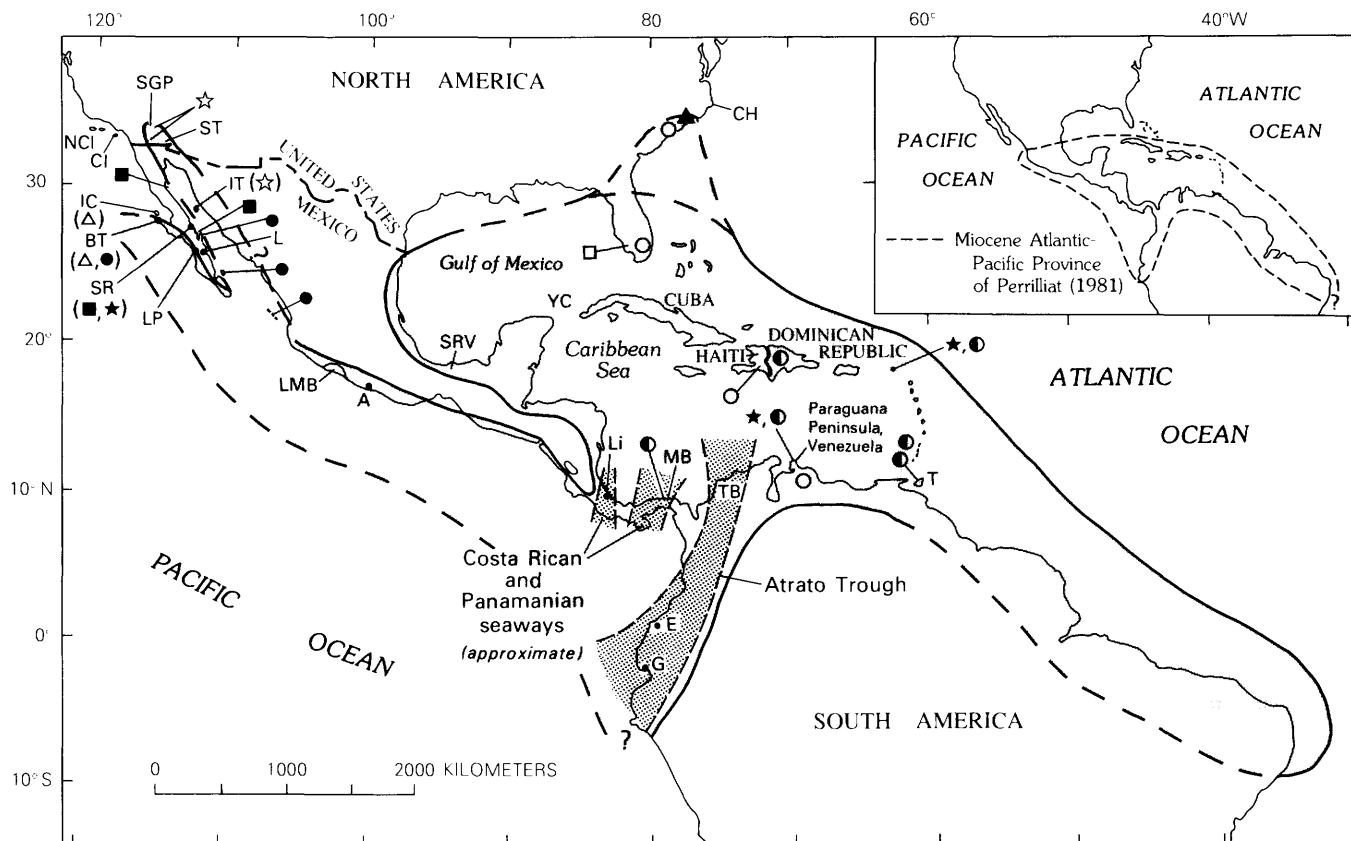 120° 100° 80 60° 40°W
NORTH AMERICA
SGP
ST
NCI
CI
CH
30
IT (☆)
UNITED STATES
MEXICO
IC
(△)
BT
(△,●)
SR
(■,★)
LP
L
Gulf of Mexico
YC
CUBA
20°
SRV
Caribbean
Sea
HAITI
DOMINICAN
REPUBLIC
★,◐
LMB
A
ATLANTIC
OCEAN
★,◐
Paraguana
Peninsula,
Venezuela
Li
MB
TB
T
10° N
Costa Rican
and
Panamanian
seaways
(approximate)
Atrato Trough
PACIFIC
OCEAN
0°
E
G
?
SOUTH AMERICA
10°S
0 1000 2000 KILOMETERS
ATLANTIC
OCEAN
PACIFIC
OCEAN
Miocene Atlantic-
Pacific Province
of Perrilliat (1981)
?